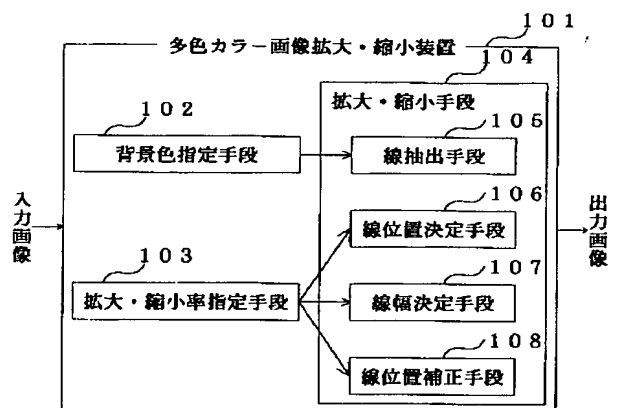 101
多色カラー画像拡大・縮小装置
104
拡大・縮小手段
102
背景色指定手段
105
線抽出手段
入力画像
106
線位置決定手段
出力画像
103
拡大・縮小率指定手段
107
線幅決定手段
108
線位置補正手段